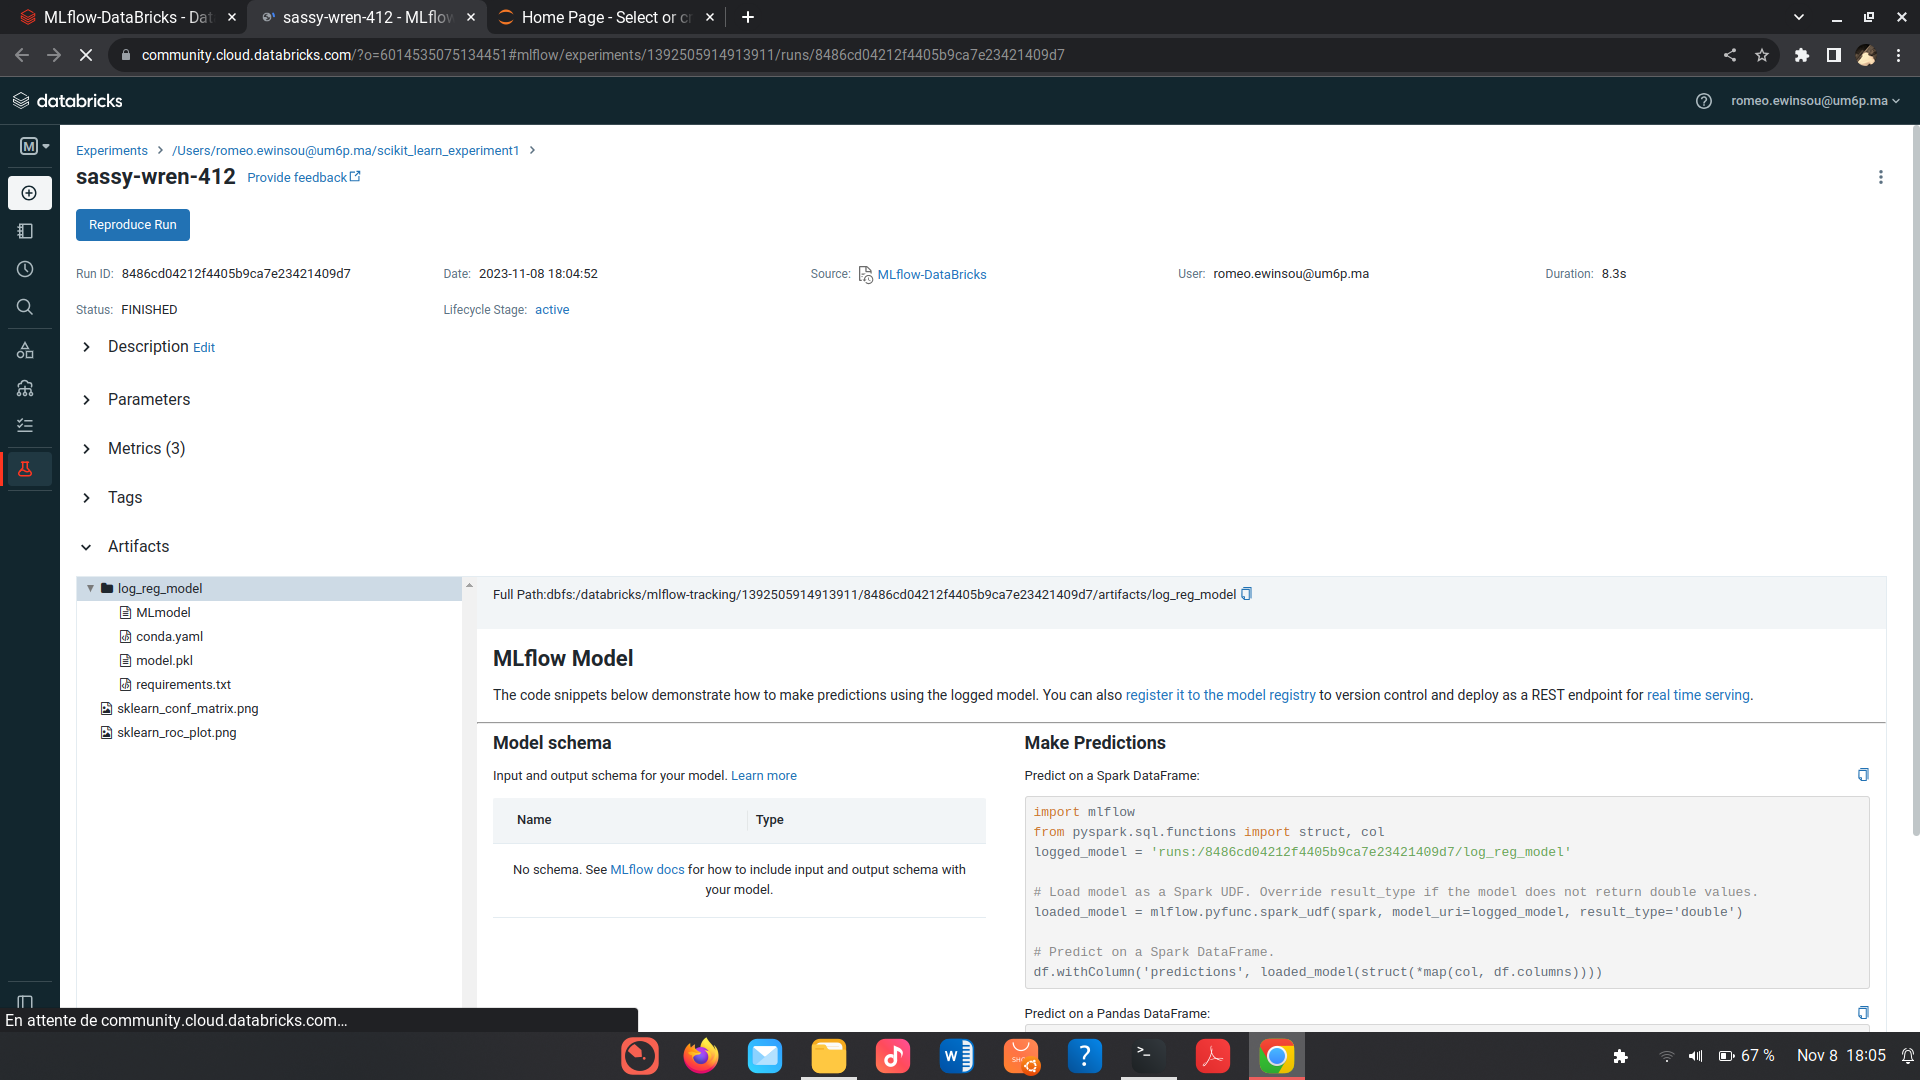 MLflow-DataBricks - Dat
sassy-wren-412 - MLflow
Home Page - Select or cr
community.cloud.databricks.com/?o=6014535075134451#mlflow/experiments/1392505914913911/runs/8486cd04212f4405b9ca7e23421409d7
databricks
romeo.ewinsou@um6p.ma
M
Experiments > /Users/romeo.ewinsou@um6p.ma/scikit_learn_experiment1 >
sassy-wren-412 Provide feedback
Reproduce Run
Run ID: 8486cd04212f4405b9ca7e23421409d7 Date: 2023-11-08 18:04:52 Source: MLflow-DataBricks User: romeo.ewinsou@um6p.ma Duration: 8.3s
Status: FINISHED Lifecycle Stage: active
Description Edit
Parameters
Metrics (3)
Tags
Artifacts
log_reg_model
MLmodel
conda.yaml
model.pkl
requirements.txt
sklearn_conf_matrix.png
sklearn_roc_plot.png
Full Path:dbfs:/databricks/mlflow-tracking/1392505914913911/8486cd04212f4405b9ca7e23421409d7/artifacts/log_reg_model
MLflow Model
The code snippets below demonstrate how to make predictions using the logged model. You can also register it to the model registry to version control and deploy as a REST endpoint for real time serving.
Model schema
Input and output schema for your model. Learn more
Name Type
No schema. See MLflow docs for how to include input and output schema with
your model.
Make Predictions
Predict on a Spark DataFrame:
import mlflow
from pyspark.sql.functions import struct, col
logged_model = 'runs:/8486cd04212f4405b9ca7e23421409d7/log_reg_model'
# Load model as a Spark UDF. Override result_type if the model does not return double values.
loaded_model = mlflow.pyfunc.spark_udf(spark, model_uri=logged_model, result_type='double')
# Predict on a Spark DataFrame.
df.withColumn('predictions', loaded_model(struct(*map(col, df.columns))))
Predict on a Pandas DataFrame:
En attente de community.cloud.databricks.com…
67 % Nov 8 18:05